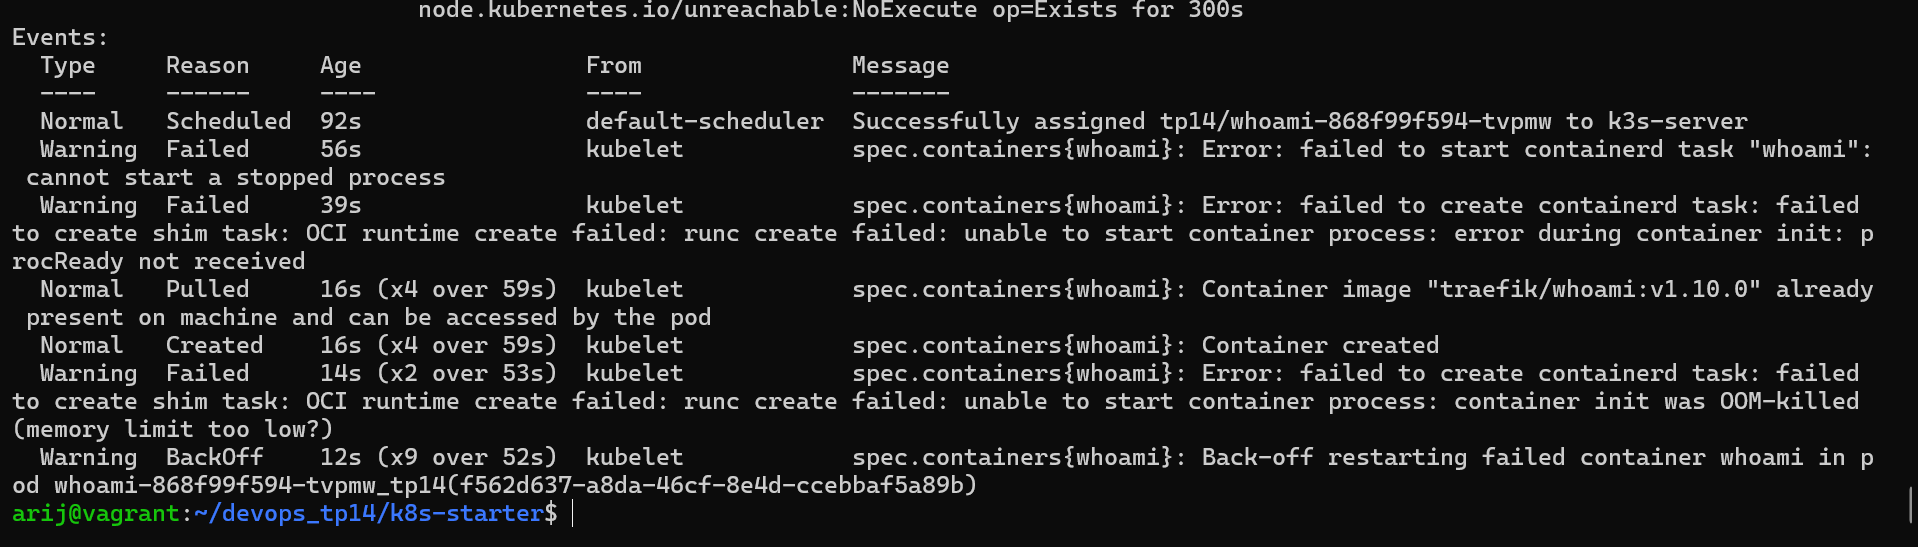 node.kubernetes.io/unreachable:NoExecute op=Exists for 300s
Events:
  Type     Reason     Age                From               Message
  ----     ------     ----               ----               -------
  Normal   Scheduled  92s                default-scheduler  Successfully assigned tp14/whoami-868f99f594-tvpmw to k3s-server
  Warning  Failed     56s                kubelet            spec.containers{whoami}: Error: failed to start containerd task "whoami":
 cannot start a stopped process
  Warning  Failed     39s                kubelet            spec.containers{whoami}: Error: failed to create containerd task: failed
to create shim task: OCI runtime create failed: runc create failed: unable to start container process: error during container init: p
rocReady not received
  Normal   Pulled     16s (x4 over 59s)  kubelet            spec.containers{whoami}: Container image "traefik/whoami:v1.10.0" already
 present on machine and can be accessed by the pod
  Normal   Created    16s (x4 over 59s)  kubelet            spec.containers{whoami}: Container created
  Warning  Failed     14s (x2 over 53s)  kubelet            spec.containers{whoami}: Error: failed to create containerd task: failed
to create shim task: OCI runtime create failed: runc create failed: unable to start container process: container init was OOM-killed
(memory limit too low?)
  Warning  BackOff    12s (x9 over 52s)  kubelet            spec.containers{whoami}: Back-off restarting failed container whoami in p
od whoami-868f99f594-tvpmw_tp14(f562d637-a8da-46cf-8e4d-ccebbaf5a89b)
arij@vagrant:~/devops_tp14/k8s-starter$